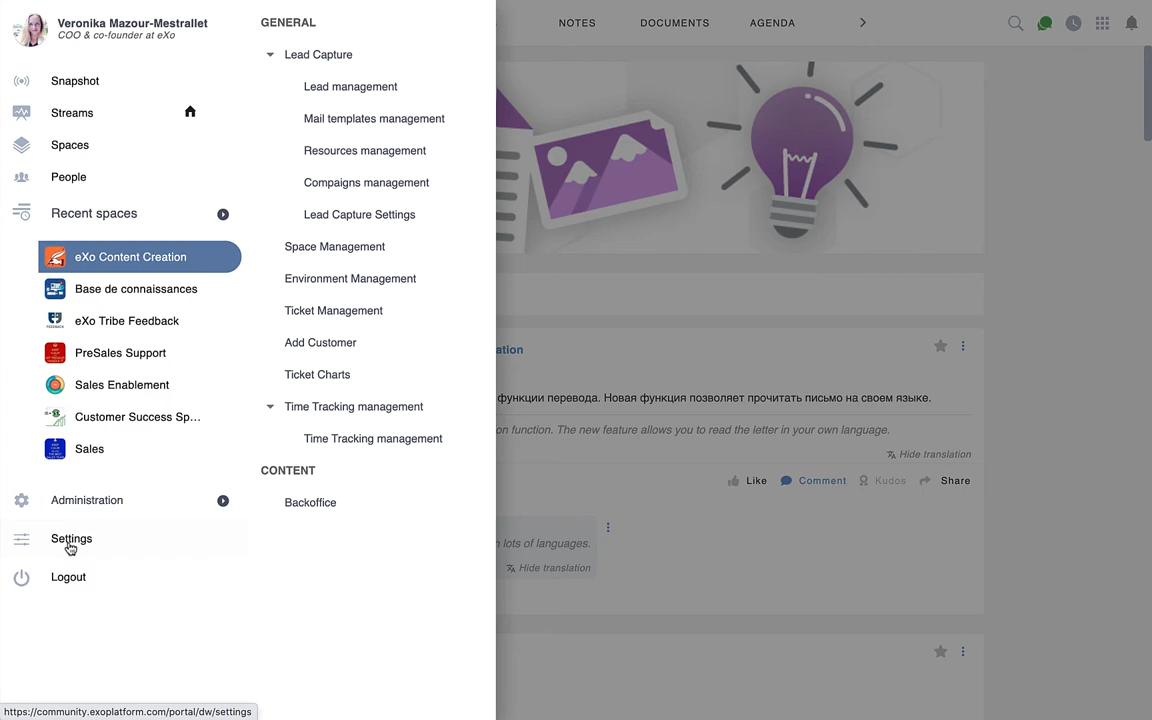 Veronika Mazour-Mestrallet
COO & co-founder at eXo
Snapshot
Streams
Spaces
People
Recent spaces
eXo Content Creation
Base de connaissances
eXo Tribe Feedback
PreSales Support
Sales Enablement
Customer Success Sp...
Sales
Administration
Settings
Logout
https://community.exoplatform.com/portal/dw/settings
GENERAL
Lead Capture
Lead management
Mail templates management
Resources management
Compaigns management
Lead Capture Settings
Space Management
Environment Management
Ticket Management
Add Customer
Ticket Charts
Time Tracking management
Time Tracking management
CONTENT
Backoffice
NOTES
DOCUMENTS
AGENDA
ation
функции перевода. Новая функция позволяет прочитать письмо на своем языке.
on function. The new feature allows you to read the letter in your own language.
Hide translation
Like
Comment
Kudos
Share
h lots of languages.
Hide translation